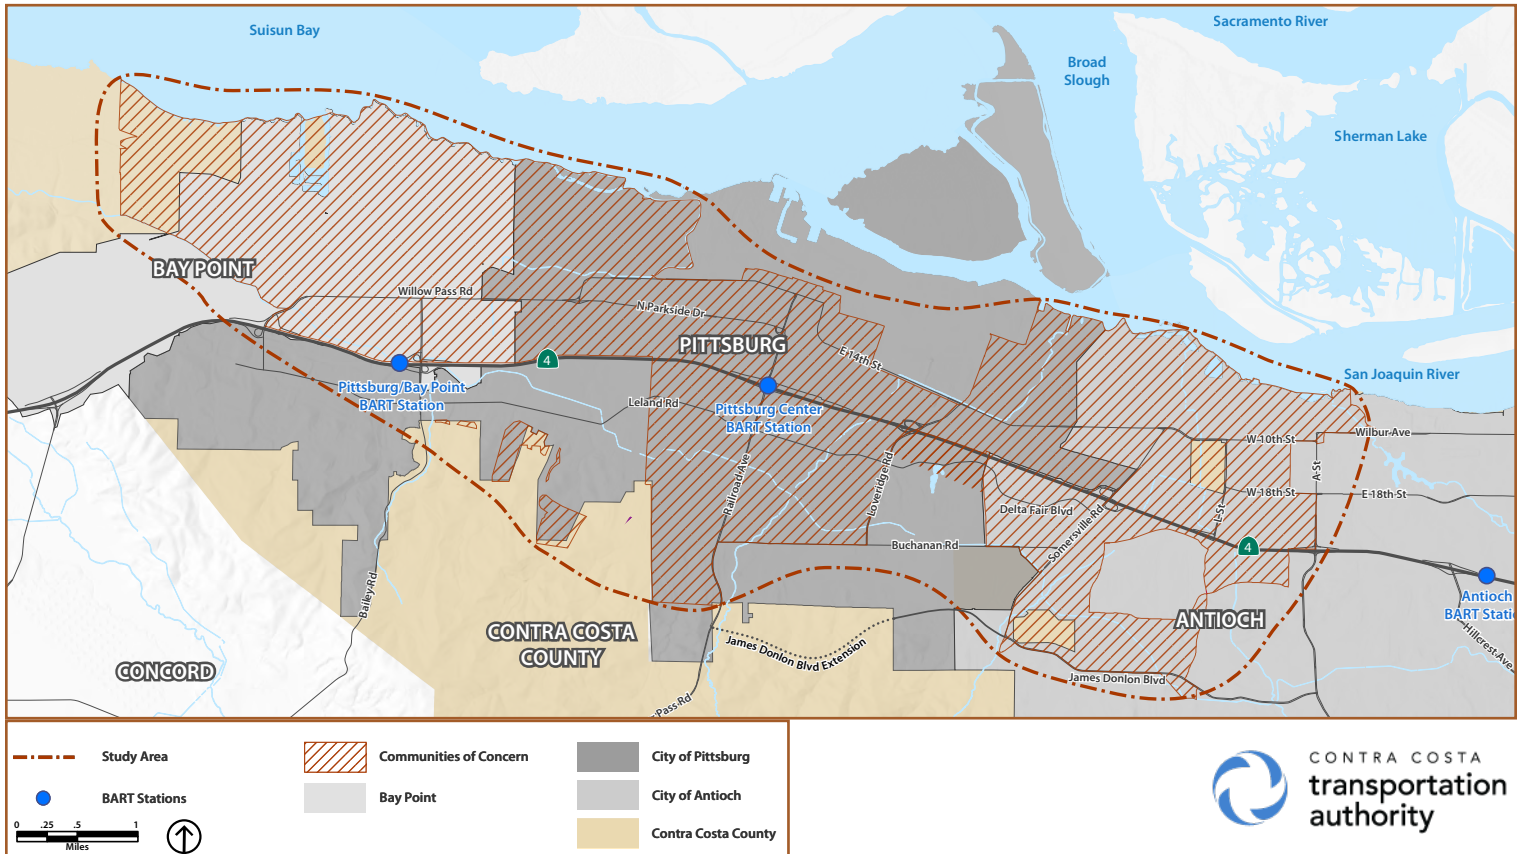 Suisun Bay
Sacramento River
Broad
Slough
Sherman Lake
BAY POINT
Willow Pass Rd
N Parkside Dr
PITTSBURG
4
E 14th St
San Joaquin River
Pittsburg/Bay Point
BART Station
Leland Rd
Pittsburg Center
BART Station
Wilbur Ave
W 10th St
A St
Railroad Ave
Loveridge Rd
W 18th St
E 18th St
Delta Fair Blvd
L St
Somersville Rd
Buchanan Rd
4
Bailey Rd
Antioch
BART Statio
ANTIOCH
CONTRA COSTA
COUNTY
Hillcrest Ave
James Donlon Blvd Extension
CONCORD
James Donlon Blvd
Pass Rd
Study Area
Communities of Concern
City of Pittsburg
BART Stations
Bay Point
City of Antioch
0 .25 .5 1
Miles
Contra Costa County
CONTRA COSTA
transportation
authority